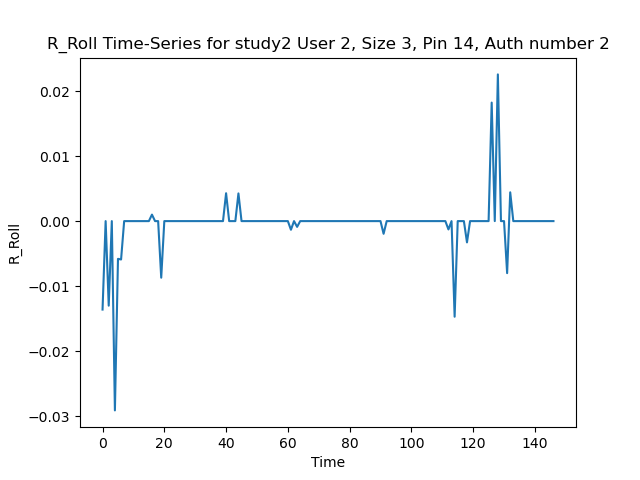 R_Roll Time-Series for study2 User 2, Size 3, Pin 14, Auth number 2
0.02
0.01
0.00
−0.01
−0.02
−0.03
R_Roll
0 20 40 60 80 100 120 140
Time